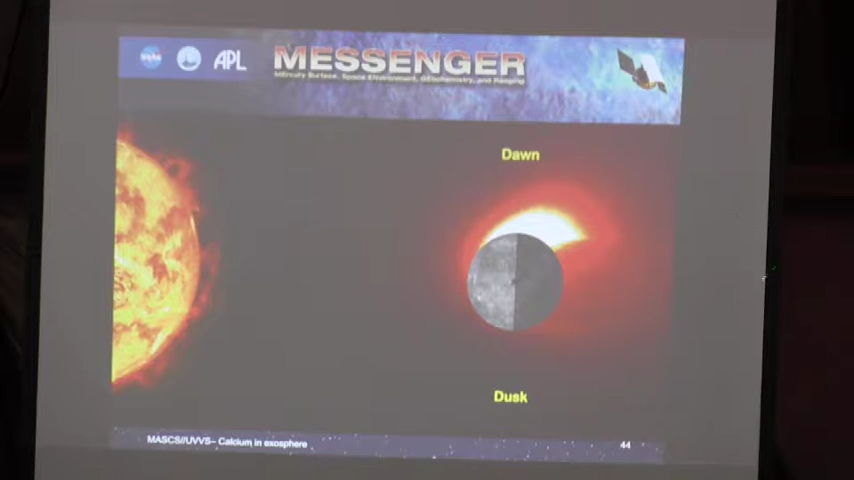 NASA
APL
MESSENGER
MErcury Surface, Space Environment, GEochemistry, and Ranging
Dawn
Dusk
MASCS//UVVS– Calcium in exosphere
44